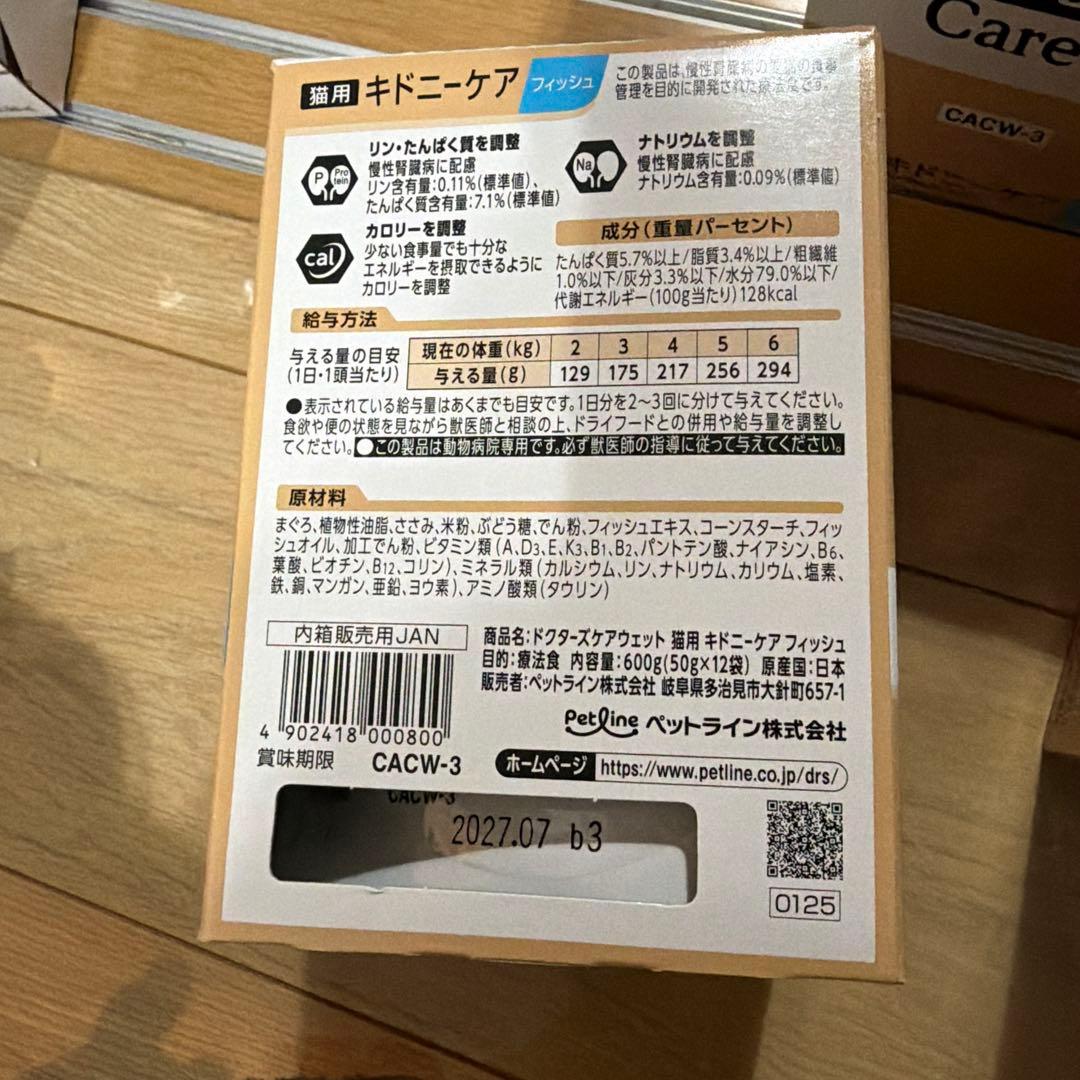 Care
CACW-3
キドニーケア
猫用 キドニーケア フィッシュ
この製品は、慢性腎臓病の愛猫の食事
管理を目的に開発された療法食です。
リン・たんぱく質を調整
慢性腎臓病に配慮
リン含有量:0.11%(標準値)、
たんぱく質含有量:7.1%(標準値)
P Protein
ナトリウムを調整
慢性腎臓病に配慮
ナトリウム含有量:0.09%(標準値)
Na
カロリーを調整
少ない食事量でも十分な
エネルギーを摂取できるように
カロリーを調整
cal
成分(重量パーセント)
たんぱく質5.7%以上/脂質3.4%以上/粗繊維
1.0%以下/灰分3.3%以下/水分79.0%以下/
代謝エネルギー(100g当たり)128kcal
給与方法
与える量の目安
(1日・1頭当たり)
現在の体重(kg) 2 3 4 5 6
与える量(g) 129 175 217 256 294
●表示されている給与量はあくまでも目安です。1日分を2〜3回に分けて与えてください。
食欲や便の状態を見ながら獣医師と相談の上、ドライフードとの併用や給与量を調整し
てください。●この製品は動物病院専用です。必ず獣医師の指導に従って与えてください。
原材料
まぐろ、植物性油脂、ささみ、米粉、ぶどう糖、でん粉、フィッシュエキス、コーンスターチ、フィッ
シュオイル、加工でん粉、ビタミン類(A、D3、E、K3、B1、B2、パントテン酸、ナイアシン、B6、
葉酸、ビオチン、B12、コリン)、ミネラル類(カルシウム、リン、ナトリウム、カリウム、塩素、
鉄、銅、マンガン、亜鉛、ヨウ素)、アミノ酸類(タウリン)
内箱販売用JAN
4 902418 000800
賞味期限 CACW-3
商品名:ドクターズケアウェット 猫用 キドニーケア フィッシュ
目的:療法食 内容量:600g(50g×12袋) 原産国:日本
販売者:ペットライン株式会社 岐阜県多治見市大針町657-1
Petline ペットライン株式会社
ホームページ https://www.petline.co.jp/drs/
CACW-3
2027.07 b3
0125